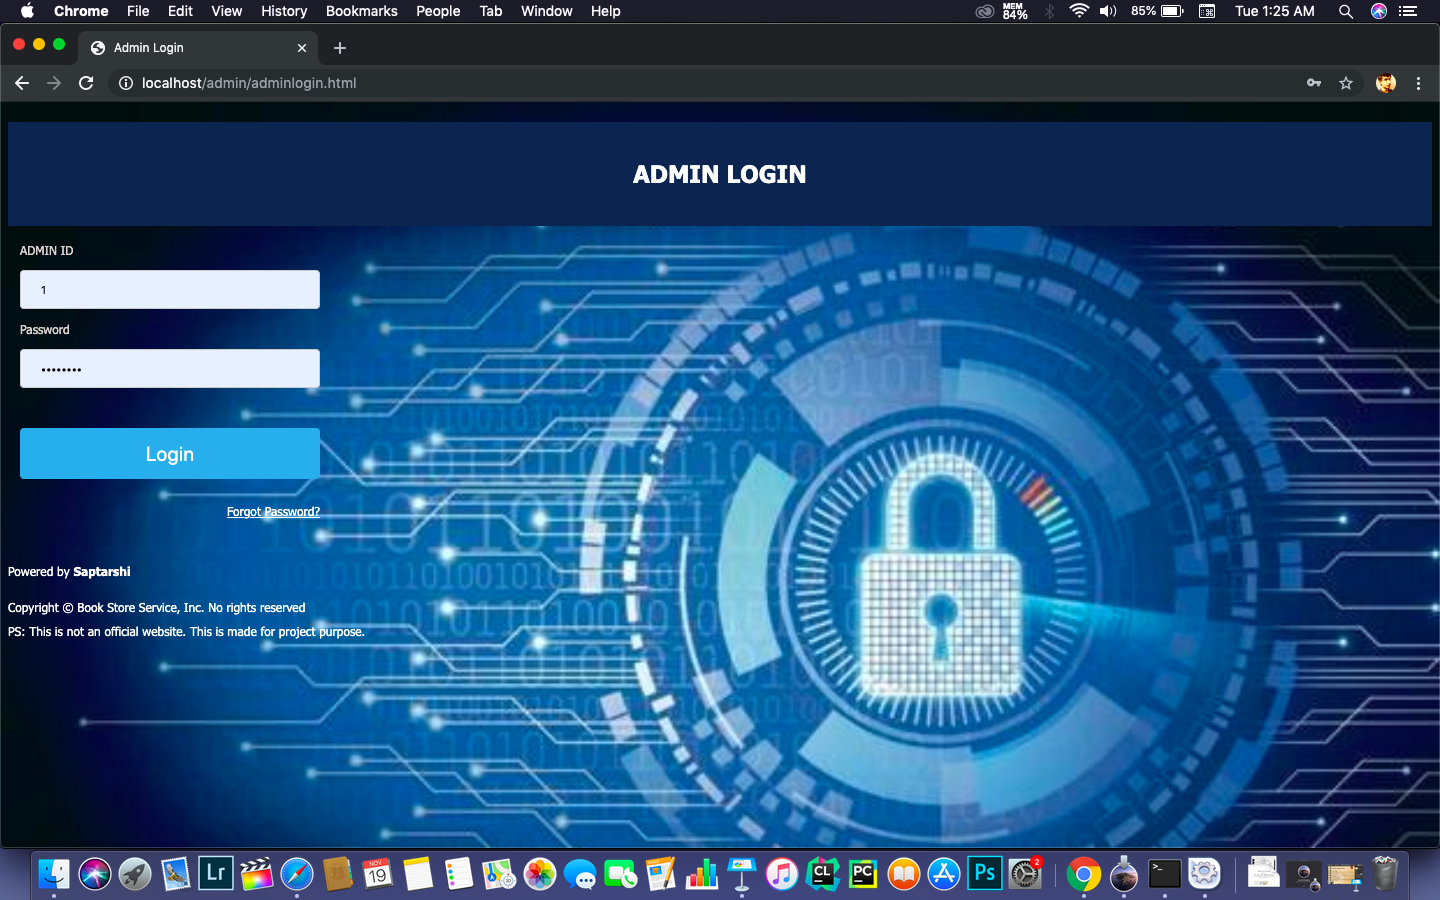 Chrome File Edit View History Bookmarks People Tab Window Help MEM 84% 85% Tue 1:25 AM
Admin Login
localhost/admin/adminlogin.html
ADMIN LOGIN
ADMIN ID
1
Password
••••••••
Login
Forgot Password?
Powered by Saptarshi
Copyright © Book Store Service, Inc. No rights reserved
PS: This is not an official website. This is made for project purpose.
Lr NOV 19 CL PC Ps 2